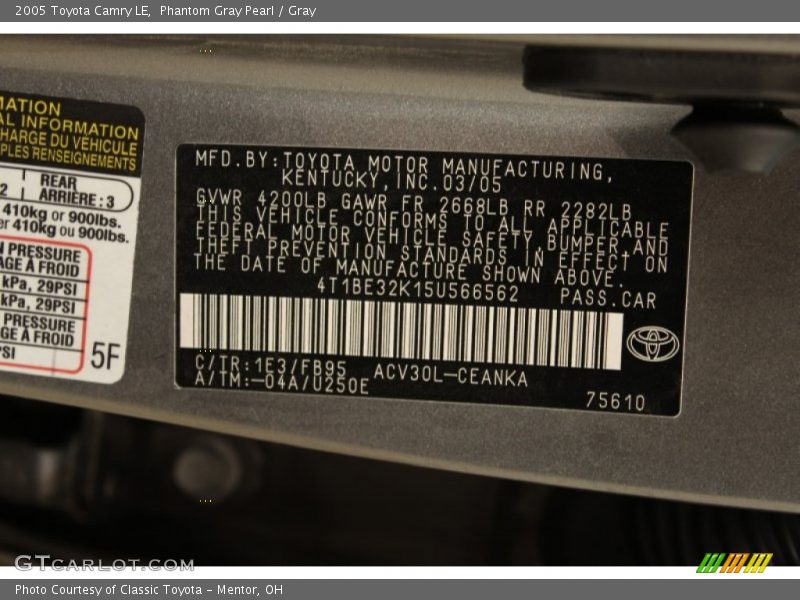 2005 Toyota Camry LE, Phantom Gray Pearl / Gray
MATION
AL INFORMATION
CHARGE DU VÉHICULE
PLES RENSEIGNEMENTS
2 REAR
ARRIÈRE : 3
410kg or 900lbs.
er 410kg ou 900lbs.
N PRESSURE
AGE À FROID
kPa, 29PSI
kPa, 29PSI
PRESSURE
GE À FROID
PSI
5F
MFD.BY:TOYOTA MOTOR MANUFACTURING,
KENTUCKY,INC.03/05
GVWR 4200LB GAWR FR 2668LB RR 2282LB
THIS VEHICLE CONFORMS TO ALL APPLICABLE
FEDERAL MOTOR VEHICLE SAFETY,BUMPER,AND
THEFT PREVENTION STANDARDS IN EFFECT ON
THE DATE OF MANUFACTURE SHOWN ABOVE.
4T1BE32K15U566562 PASS.CAR
C/TR:1E3/FB95 ACV30L-CEANKA
A/TM:-04A/U250E
75610
GTCARLOT.COM
Photo Courtesy of Classic Toyota - Mentor, OH